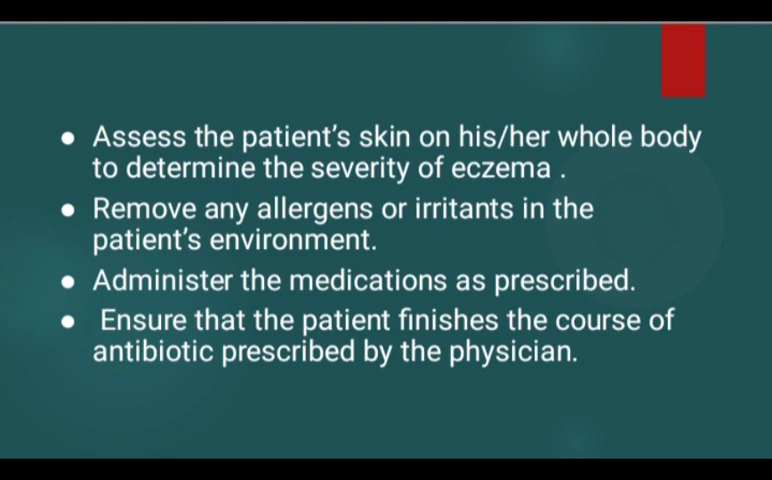 ● Assess the patient's skin on his/her whole body
to determine the severity of eczema .
● Remove any allergens or irritants in the
patient's environment.
● Administer the medications as prescribed.
● Ensure that the patient finishes the course of
antibiotic prescribed by the physician.